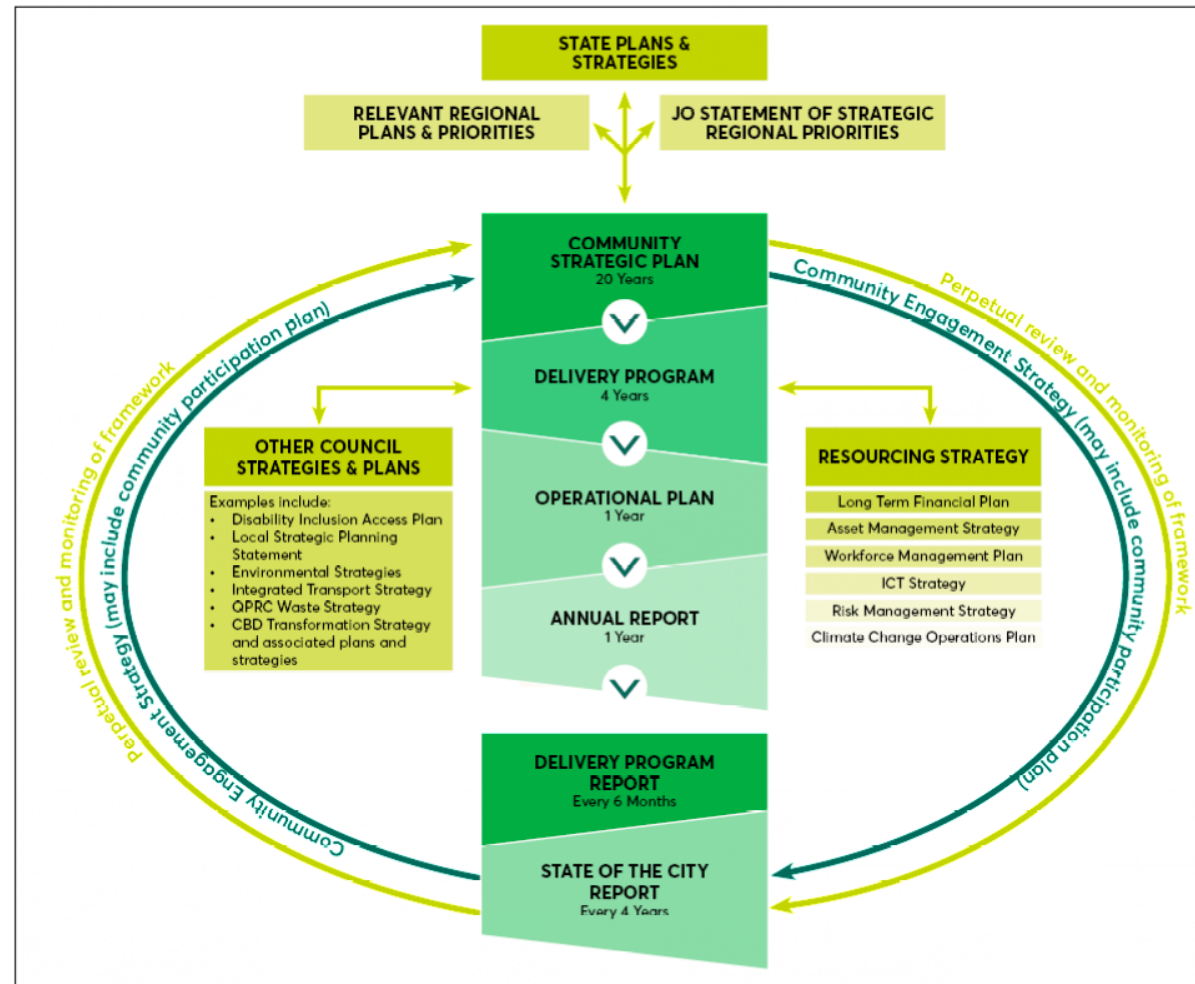 STATE PLANS &
STRATEGIES
RELEVANT REGIONAL
PLANS & PRIORITIES
JO STATEMENT OF STRATEGIC
REGIONAL PRIORITIES
COMMUNITY
STRATEGIC PLAN
20 Years
DELIVERY PROGRAM
4 Years
OPERATIONAL PLAN
1 Year
ANNUAL REPORT
1 Year
DELIVERY PROGRAM
REPORT
Every 6 Months
STATE OF THE CITY
REPORT
Every 4 Years
OTHER COUNCIL
STRATEGIES & PLANS
Examples include:
• Disability Inclusion Access Plan
• Local Strategic Planning
Statement
• Environmental Strategies
• Integrated Transport Strategy
• QPRC Waste Strategy
• CBD Transformation Strategy
and associated plans and
strategies
RESOURCING STRATEGY
Long Term Financial Plan
Asset Management Strategy
Workforce Management Plan
ICT Strategy
Risk Management Strategy
Climate Change Operations Plan
Perpetual review and monitoring of framework
Community Engagement Strategy (may include community participation plan)
Community Engagement Strategy (may include community participation plan)
Perpetual review and monitoring of framework